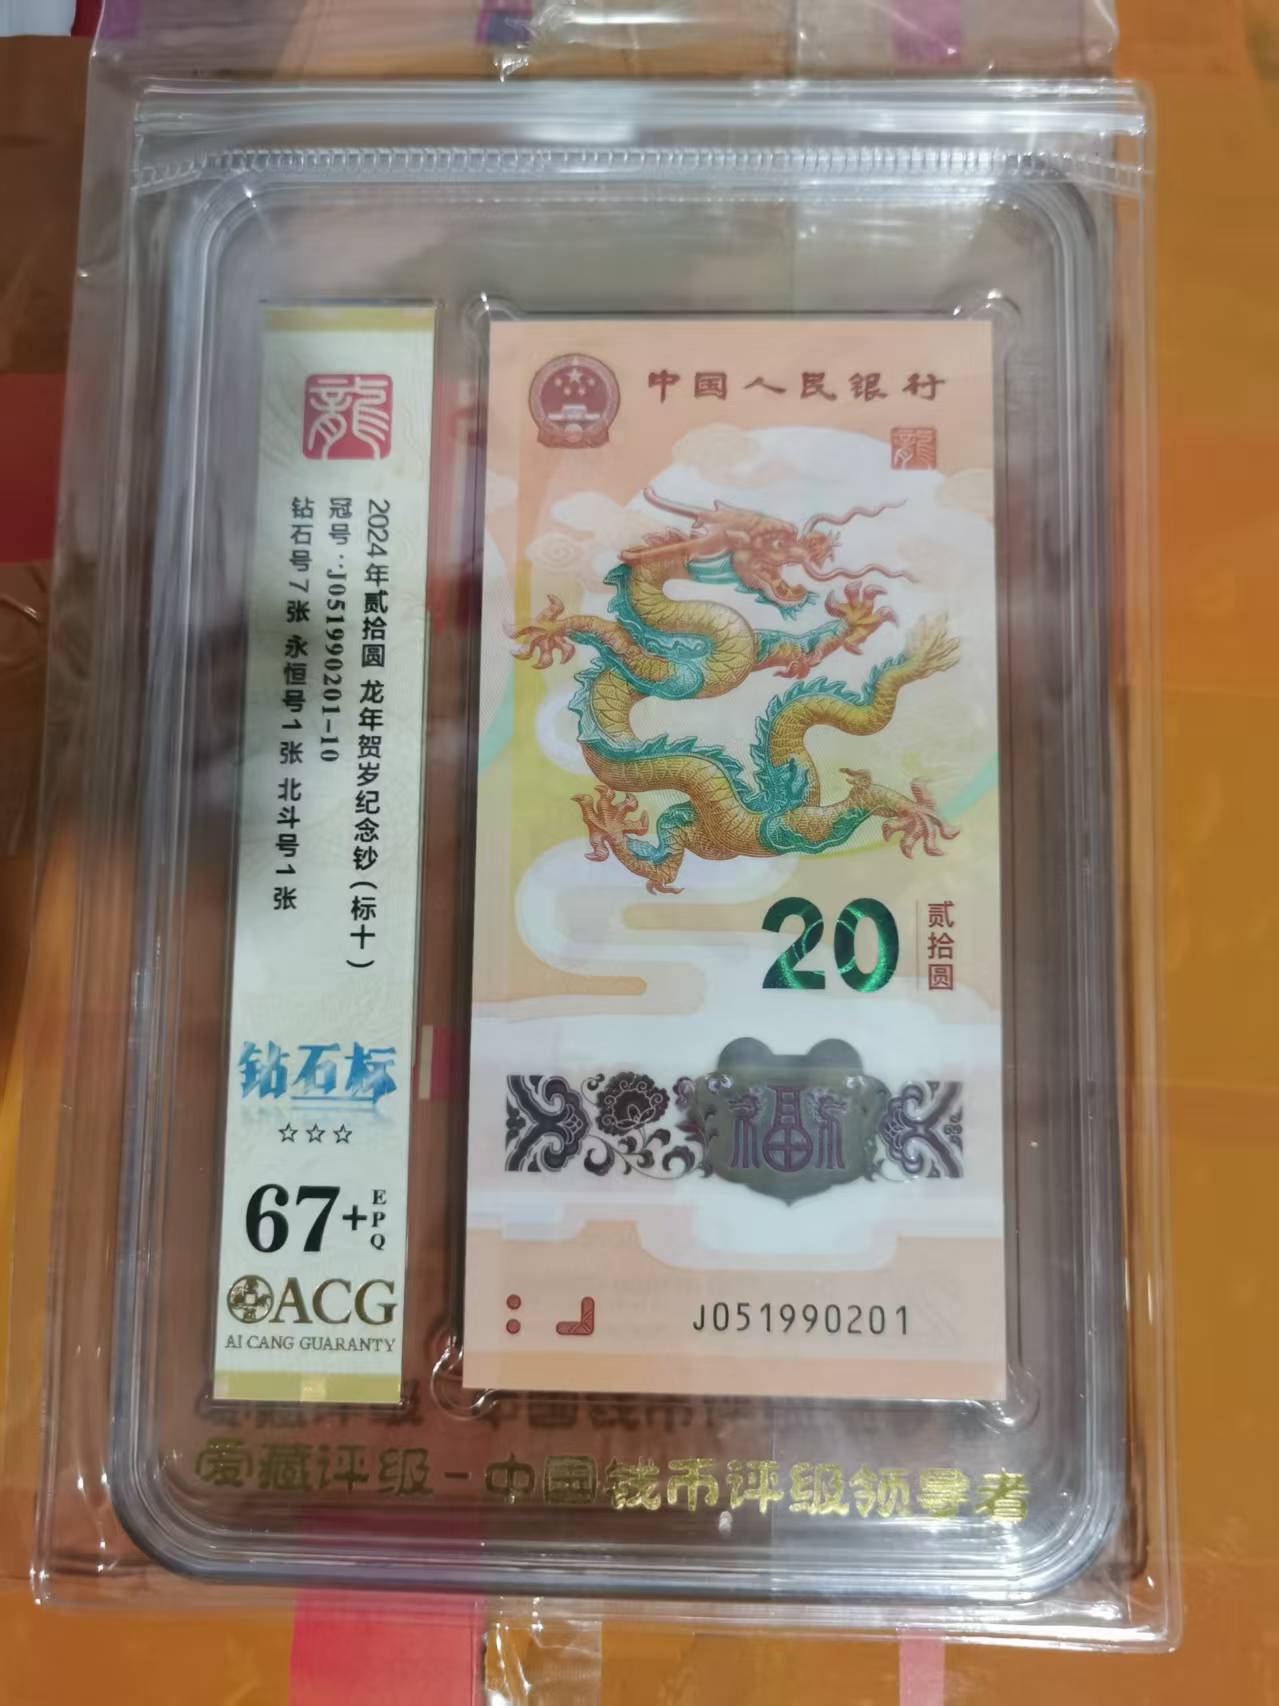 龍
2024年贰拾圆 龙年贺岁纪念钞(标十)
冠号:J051990201-10
钻石号7张 永恒号1张 北斗号1张
钻石标
☆☆☆
67+EPQ
ACG
AI CANG GUARANTY
中国人民银行
龍
20
贰拾圆
福
J051990201
爱藏评级-中国钱币评级领导者